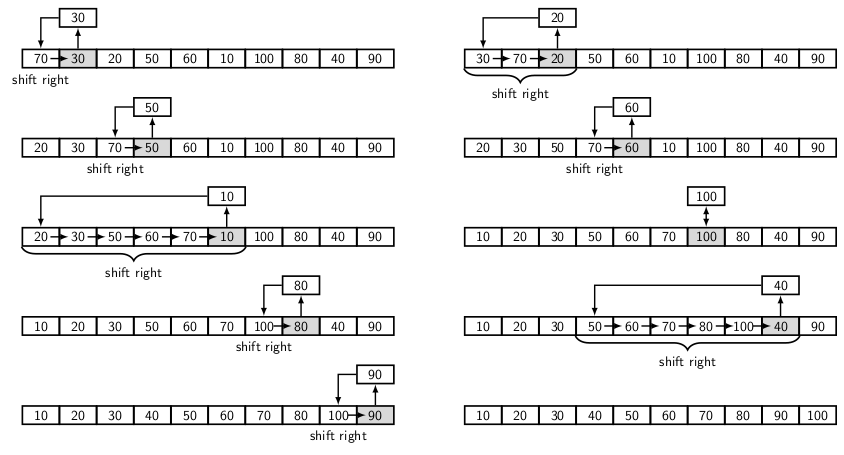 30
70 30 20 50 60 10 100 80 40 90
shift right
20
30 70 20 50 60 10 100 80 40 90
shift right
50
20 30 70 50 60 10 100 80 40 90
shift right
60
20 30 50 70 60 10 100 80 40 90
shift right
10
20 30 50 60 70 10 100 80 40 90
shift right
100
10 20 30 50 60 70 100 80 40 90
80
10 20 30 50 60 70 100 80 40 90
shift right
40
10 20 30 50 60 70 80 100 40 90
shift right
90
10 20 30 40 50 60 70 80 100 90
shift right
10 20 30 40 50 60 70 80 90 100